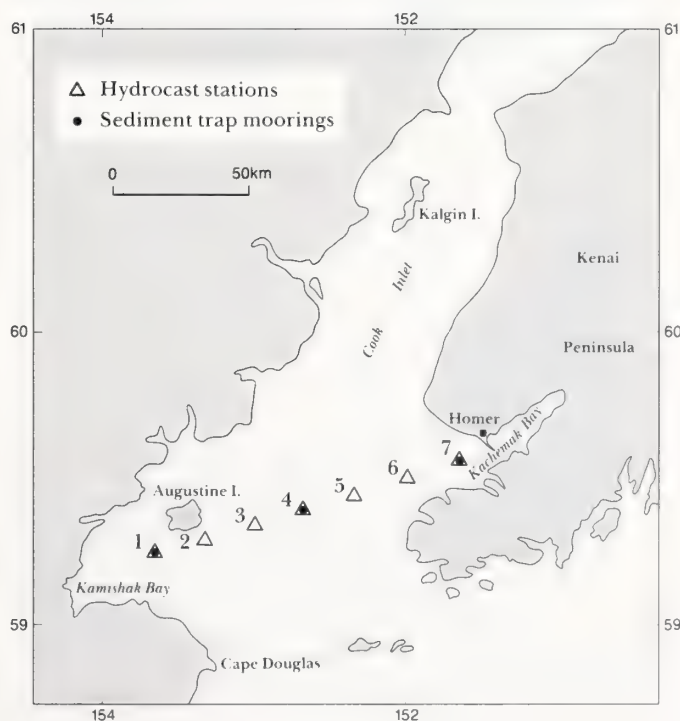 154
152
61
61
Hydrocast stations
Sediment trap moorings
0
50km
Kalgin I.
Cook Inlet
Kenai
60
60
Peninsula
Homer
Kachemak Bay
7
6
5
4
Augustine I.
3
2
1
Kamishak Bay
59
59
Cape Douglas
154
152